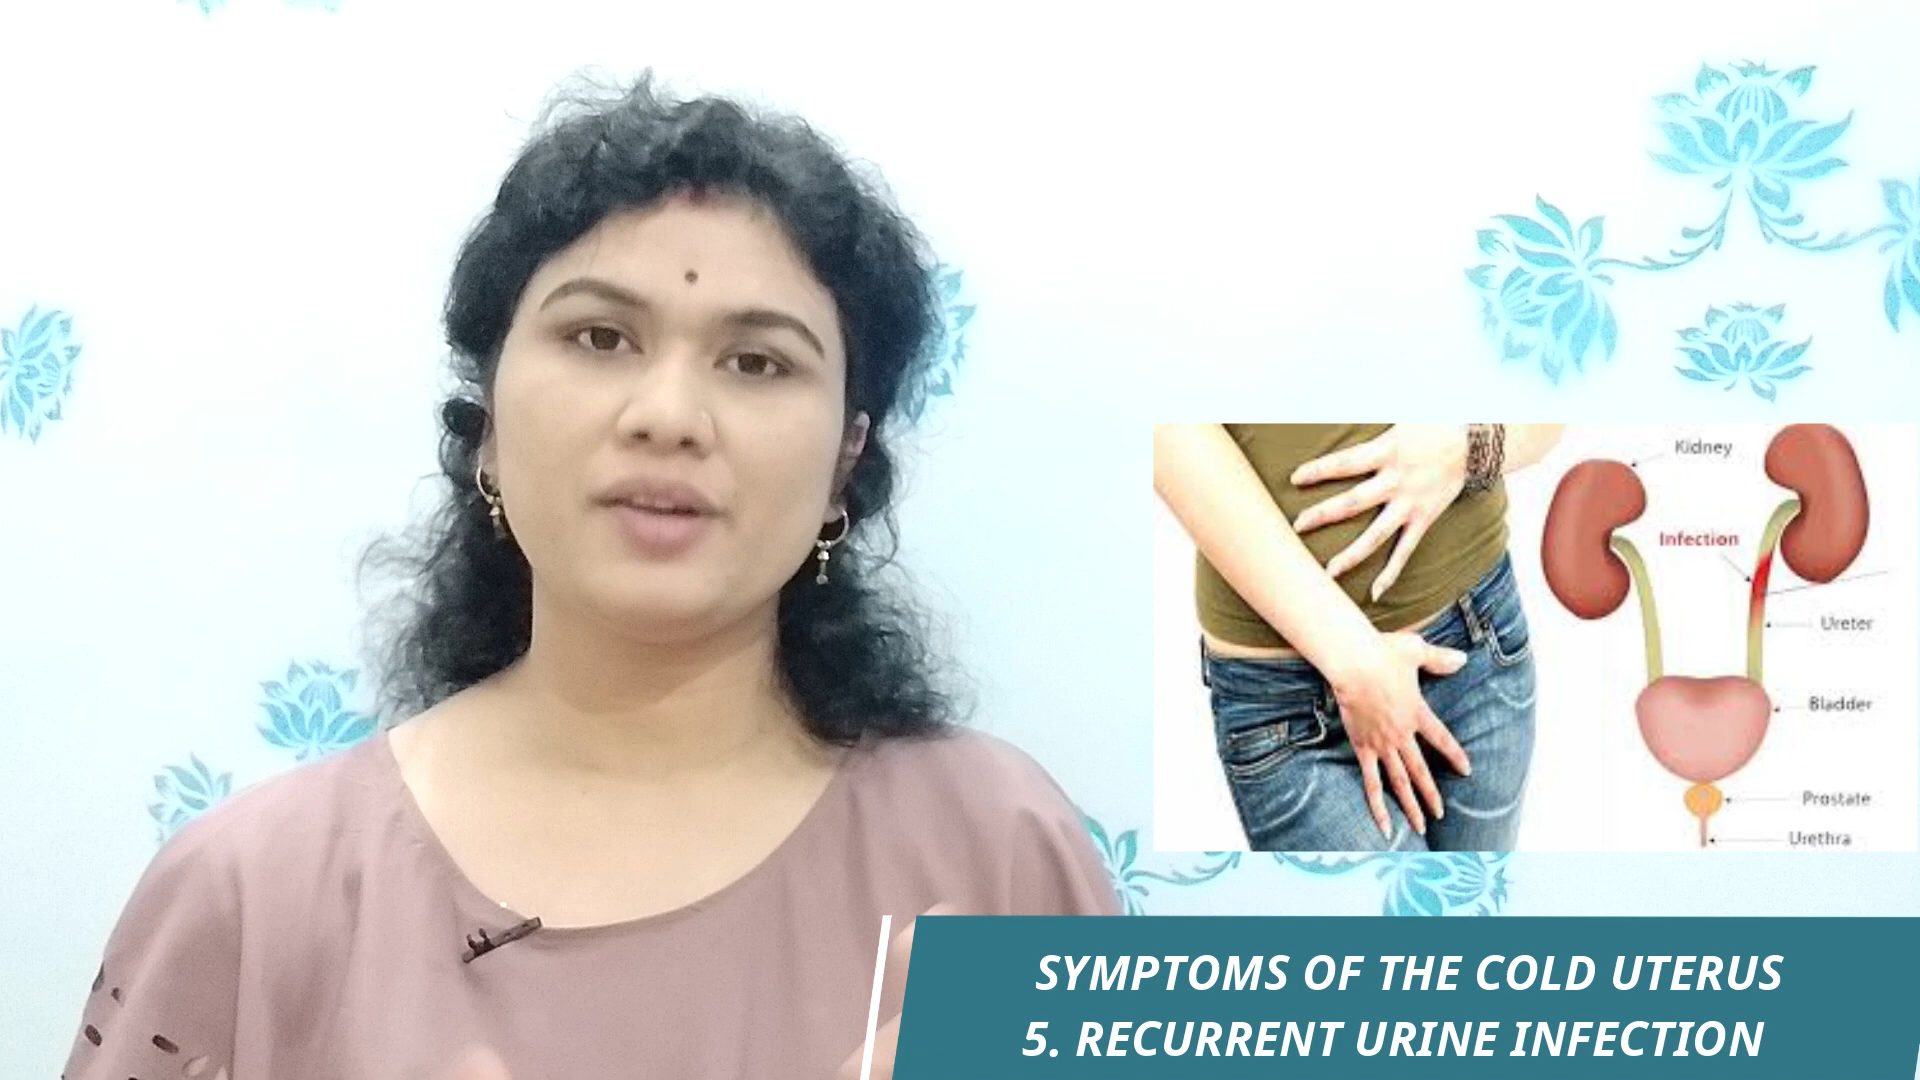 Kidney
Infection
Ureter
Bladder
Prostate
Urethra
SYMPTOMS OF THE COLD UTERUS
5. RECURRENT URINE INFECTION